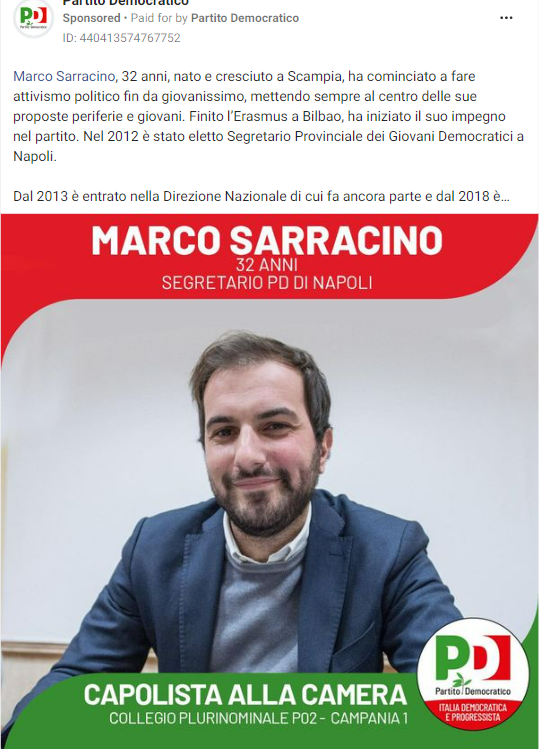 Partito Democratico
Sponsored • Paid for by Partito Democratico
ID: 440413574767752
Marco Sarracino, 32 anni, nato e cresciuto a Scampia, ha cominciato a fare
attivismo politico fin da giovanissimo, mettendo sempre al centro delle sue
proposte periferie e giovani. Finito l’Erasmus a Bilbao, ha iniziato il suo impegno
nel partito. Nel 2012 è stato eletto Segretario Provinciale dei Giovani Democratici a
Napoli.
Dal 2013 è entrato nella Direzione Nazionale di cui fa ancora parte e dal 2018 è...
MARCO SARRACINO
32 ANNI
SEGRETARIO PD DI NAPOLI
CAPOLISTA ALLA CAMERA
COLLEGIO PLURINOMINALE P02 - CAMPANIA 1
PD
Partito Democratico
ITALIA DEMOCRATICA
E PROGRESSISTA